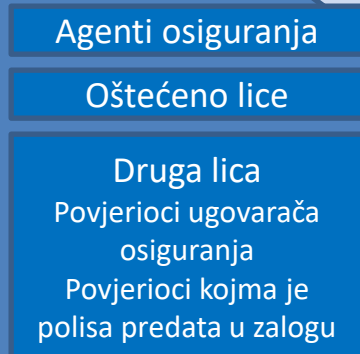 Agenti osiguranja
Oštećeno lice
Druga lica
Povjerioci ugovarača
osiguranja
Povjerioci kojma je
polisa predata u zalogu